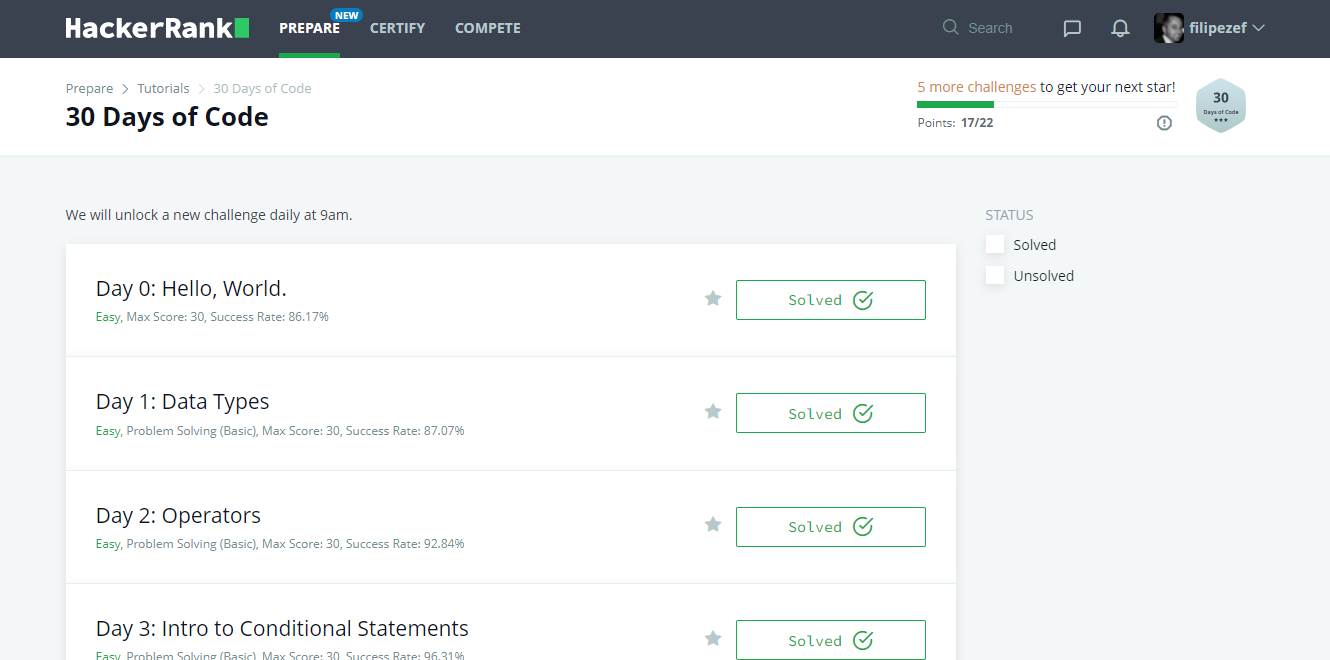 HackerRank
PREPARE
NEW
CERTIFY
COMPETE
Search
filipezef
Prepare > Tutorials > 30 Days of Code
30 Days of Code
5 more challenges to get your next star!
Points: 17/22
30
Days of Code
We will unlock a new challenge daily at 9am.
STATUS
Solved
Unsolved
Day 0: Hello, World.
Easy, Max Score: 30, Success Rate: 86.17%
Solved
Day 1: Data Types
Easy, Problem Solving (Basic), Max Score: 30, Success Rate: 87.07%
Solved
Day 2: Operators
Easy, Problem Solving (Basic), Max Score: 30, Success Rate: 92.84%
Solved
Day 3: Intro to Conditional Statements
Easy, Problem Solving (Basic), Max Score: 30, Success Rate: 96.31%
Solved